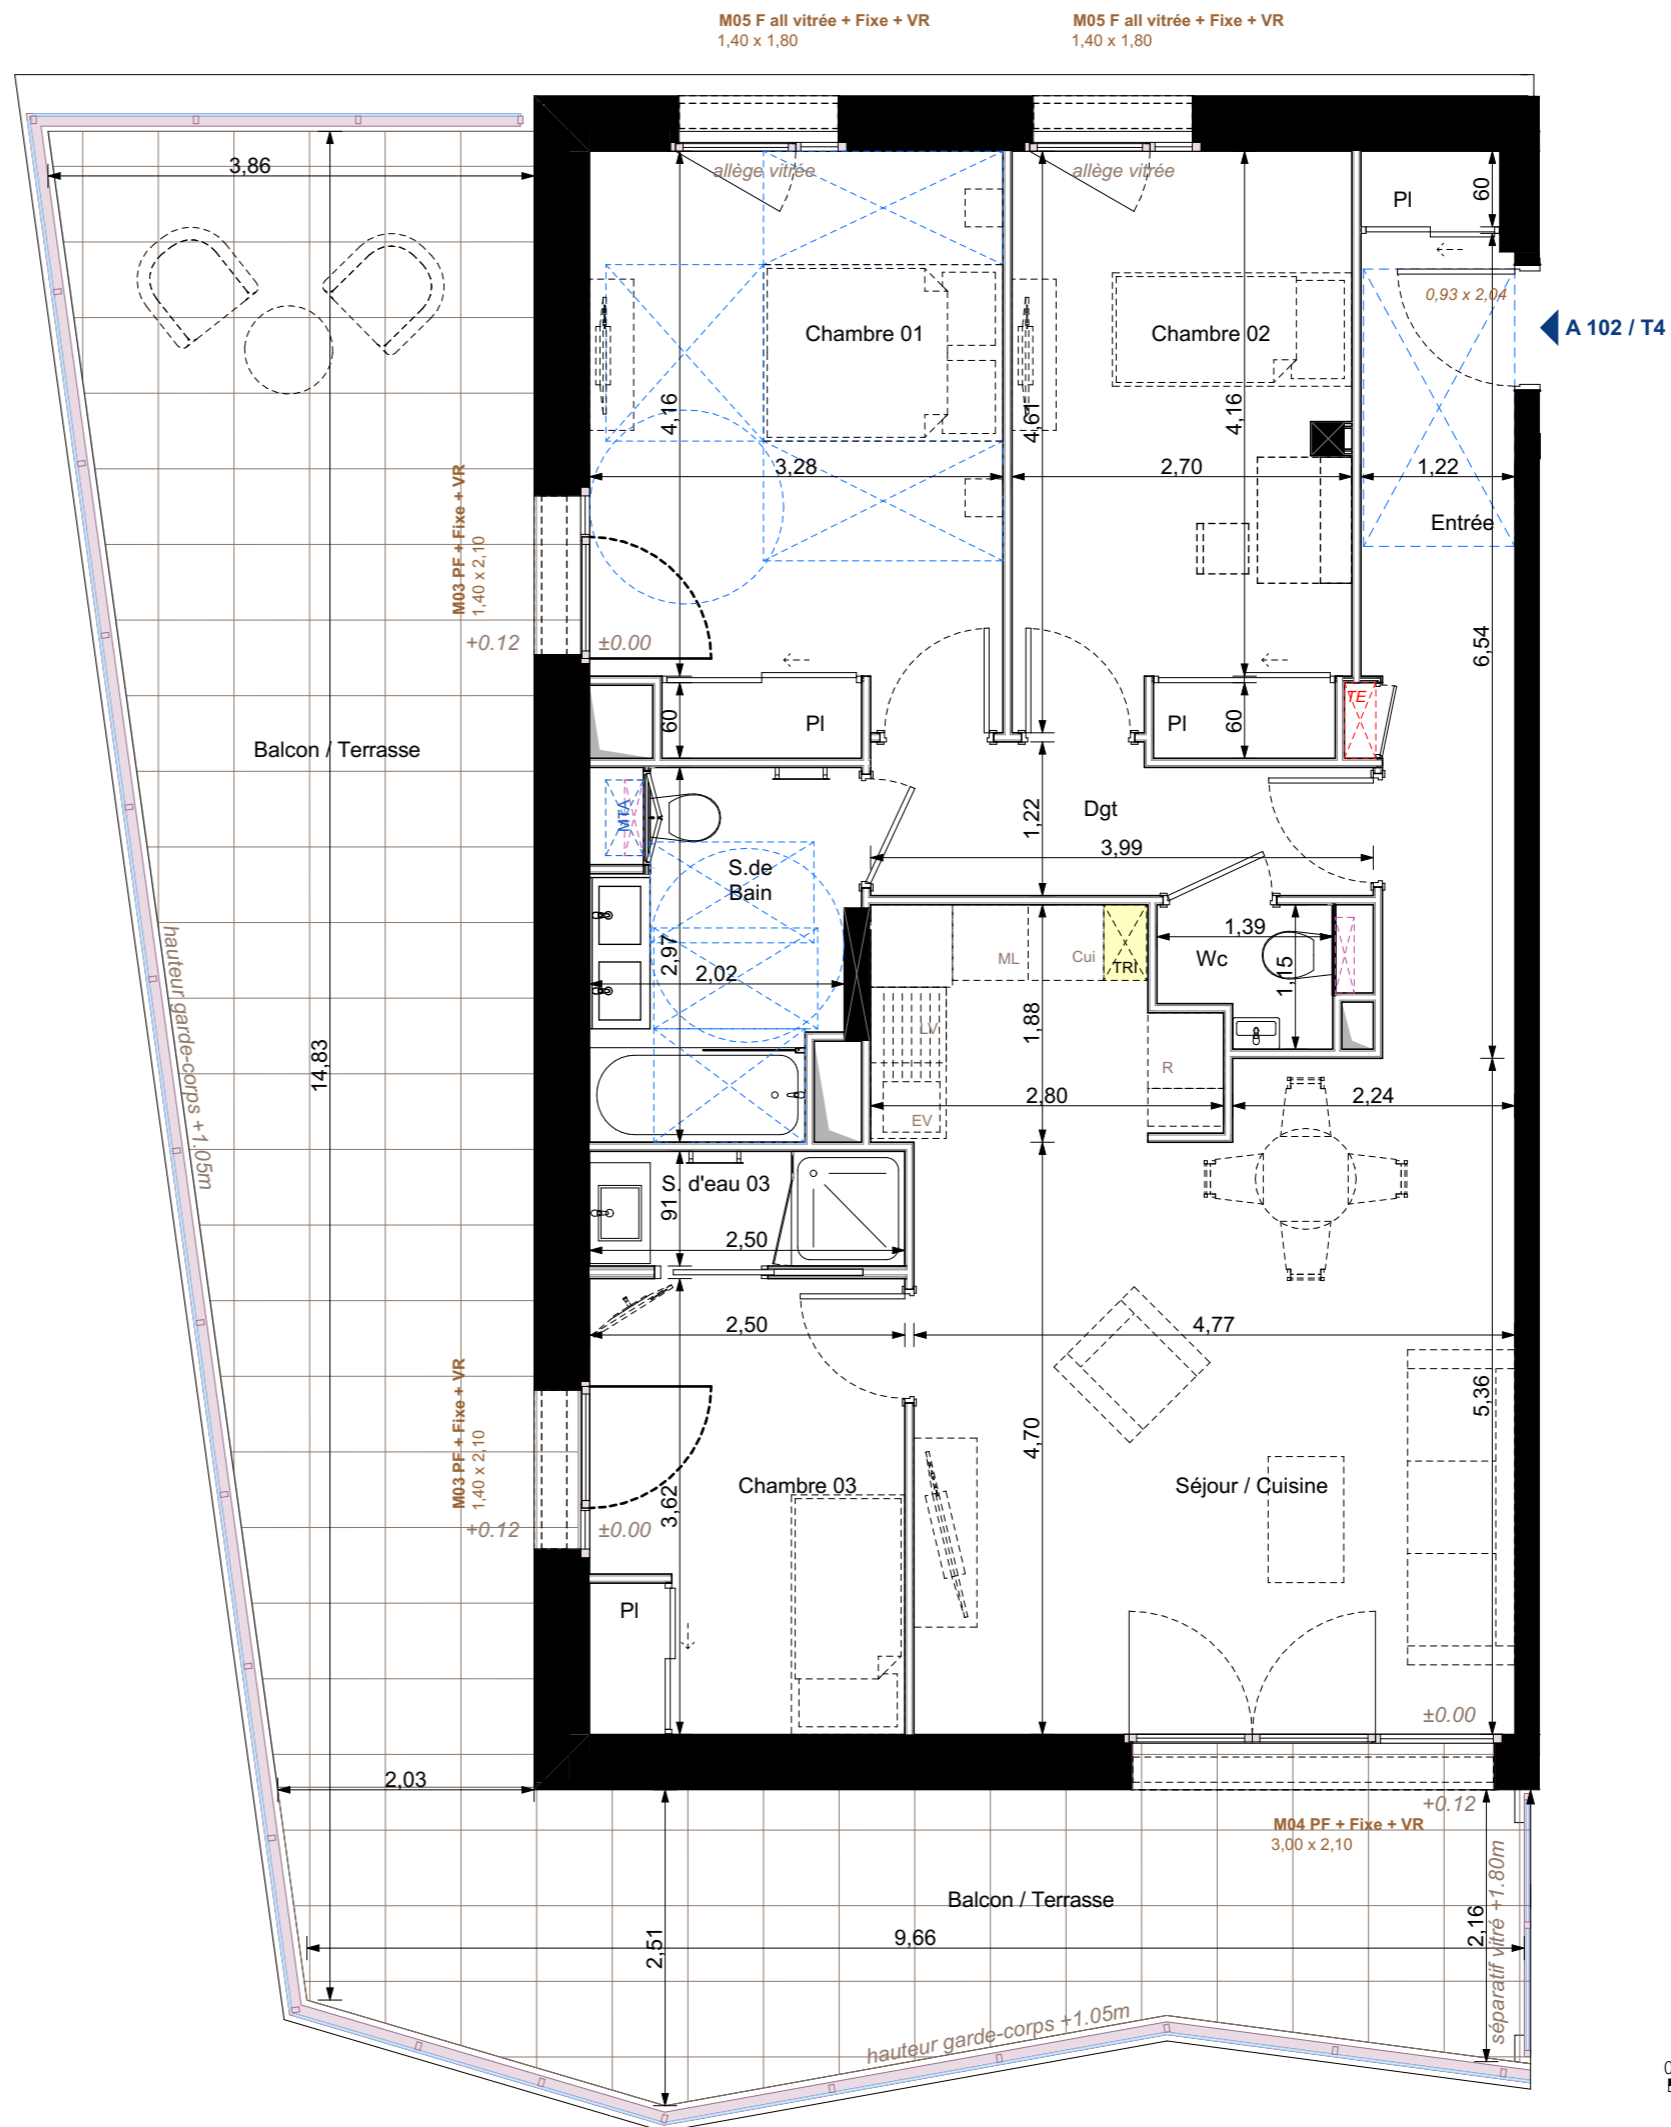 M05 F all vitrée + Fixe + VR
1,40 x 1,80
M05 F all vitrée + Fixe + VR
1,40 x 1,80
3,86
allège vitrée
allège vitrée
Pl
60
0,93 x 2,04
A 102 / T4
Chambre 01
Chambre 02
4,16
4,61
4,16
3,28
2,70
1,22
Entrée
M03 PF + Fixe + VR
1,40 x 2,10
+0.12
±0.00
6,54
Balcon / Terrasse
60
Pl
Pl
60
TE
MTA
Dgt
1,22
3,99
S.de
Bain
2,97
2,02
ML
Cui
TRI
1,39
Wc
1,15
hauteur garde-corps +1.05m
14,83
LV
1,88
R
2,80
2,24
EV
S. d'eau 03
91
2,50
2,50
4,77
M03 PF + Fixe + VR
1,40 x 2,10
+0.12
±0.00
5,36
4,70
3,62
Chambre 03
Séjour / Cuisine
Pl
±0.00
2,03
+0.12
M04 PF + Fixe + VR
3,00 x 2,10
Balcon / Terrasse
2,51
9,66
2,16
séparatif vitré +1.80m
hauteur garde-corps +1.05m
0